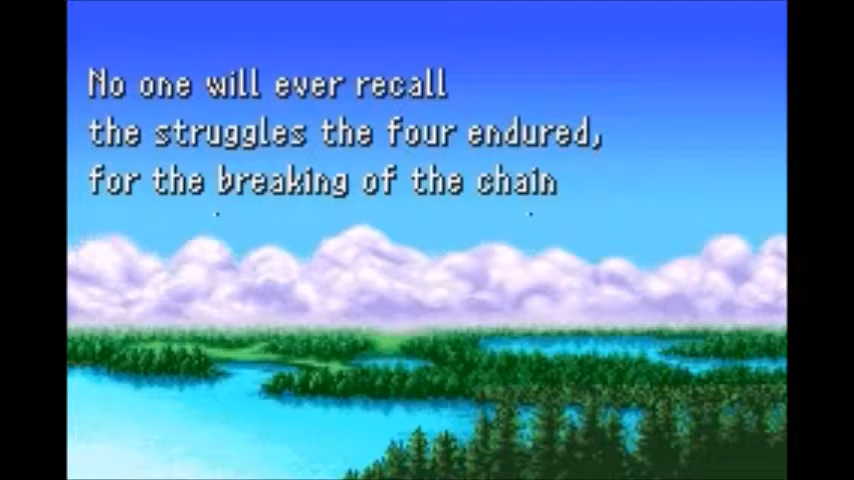 No one will ever recall
the struggles the four endured,
for the breaking of the chain